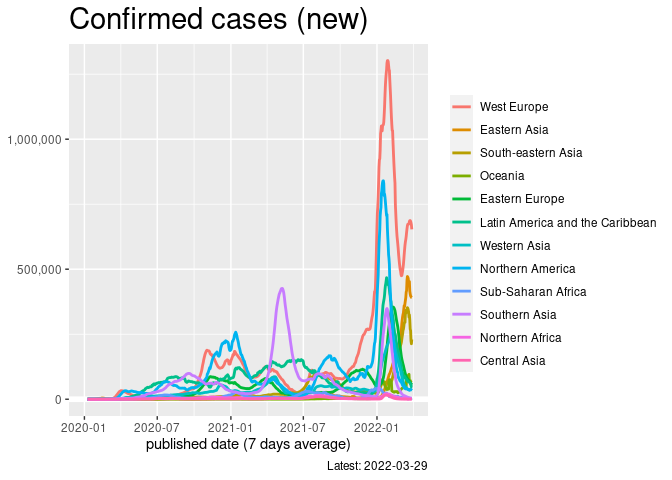 Confirmed cases (new)
1,000,000
500,000
0
2020-01
2020-07
2021-01
2021-07
2022-01
published date (7 days average)
Latest: 2022-03-29
West Europe
Eastern Asia
South-eastern Asia
Oceania
Eastern Europe
Latin America and the Caribbean
Western Asia
Northern America
Sub-Saharan Africa
Southern Asia
Northern Africa
Central Asia